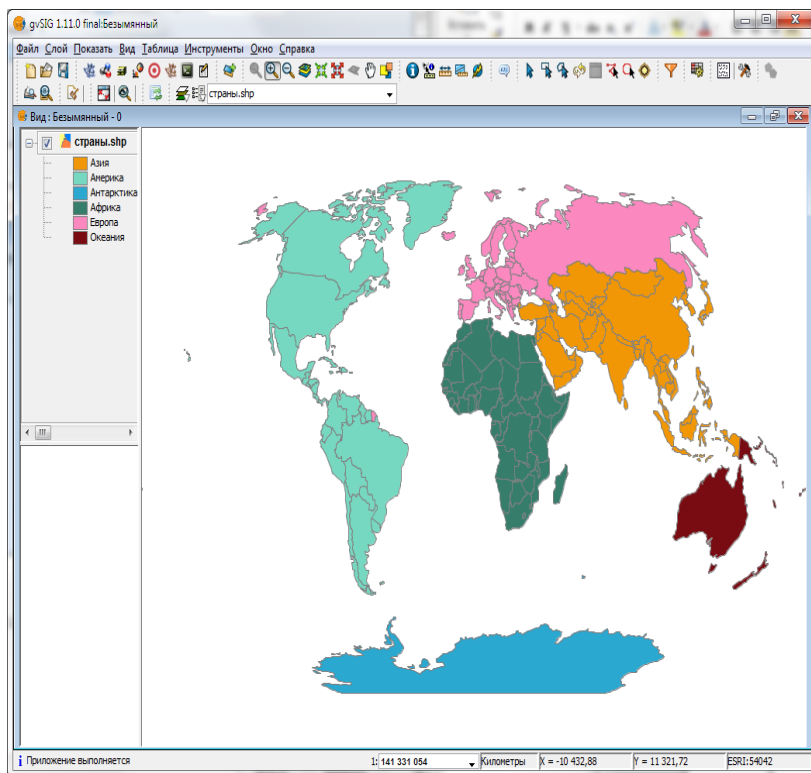 gvSIG 1.11.0 final:Безымянный
Файл Слой Показать Вид Таблица Инструменты Окно Справка
страны.shp
Вид : Безымянный - 0
страны.shp
Азия
Америка
Антарктика
Африка
Европа
Океания
Приложение выполняется
1: 141 331 054
Километры
X = -10 432,88
Y = 11 321,72
ESRI:54042